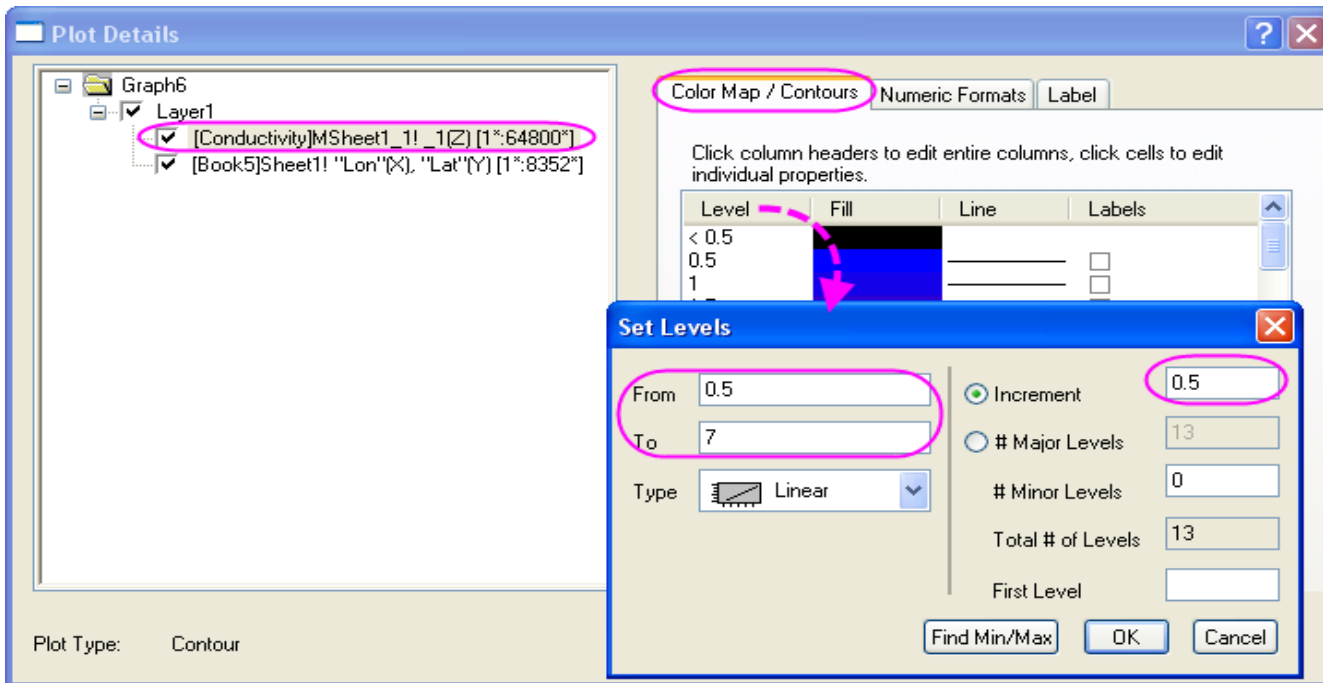 Plot Details
Graph6
Layer1
[Conductivity]MSheet1_1! _1(Z) [1*:64800*]
[Book5]Sheet1! "Lon"(X), "Lat"(Y) [1*:8352*]
Color Map / Contours
Numeric Formats
Label
Click column headers to edit entire columns, click cells to edit
individual properties.
Level Fill Line Labels
< 0.5
0.5
1
Set Levels
From 0.5
To 7
Type Linear
Increment 0.5
# Major Levels 13
# Minor Levels 0
Total # of Levels 13
First Level
Find Min/Max OK Cancel
Plot Type: Contour